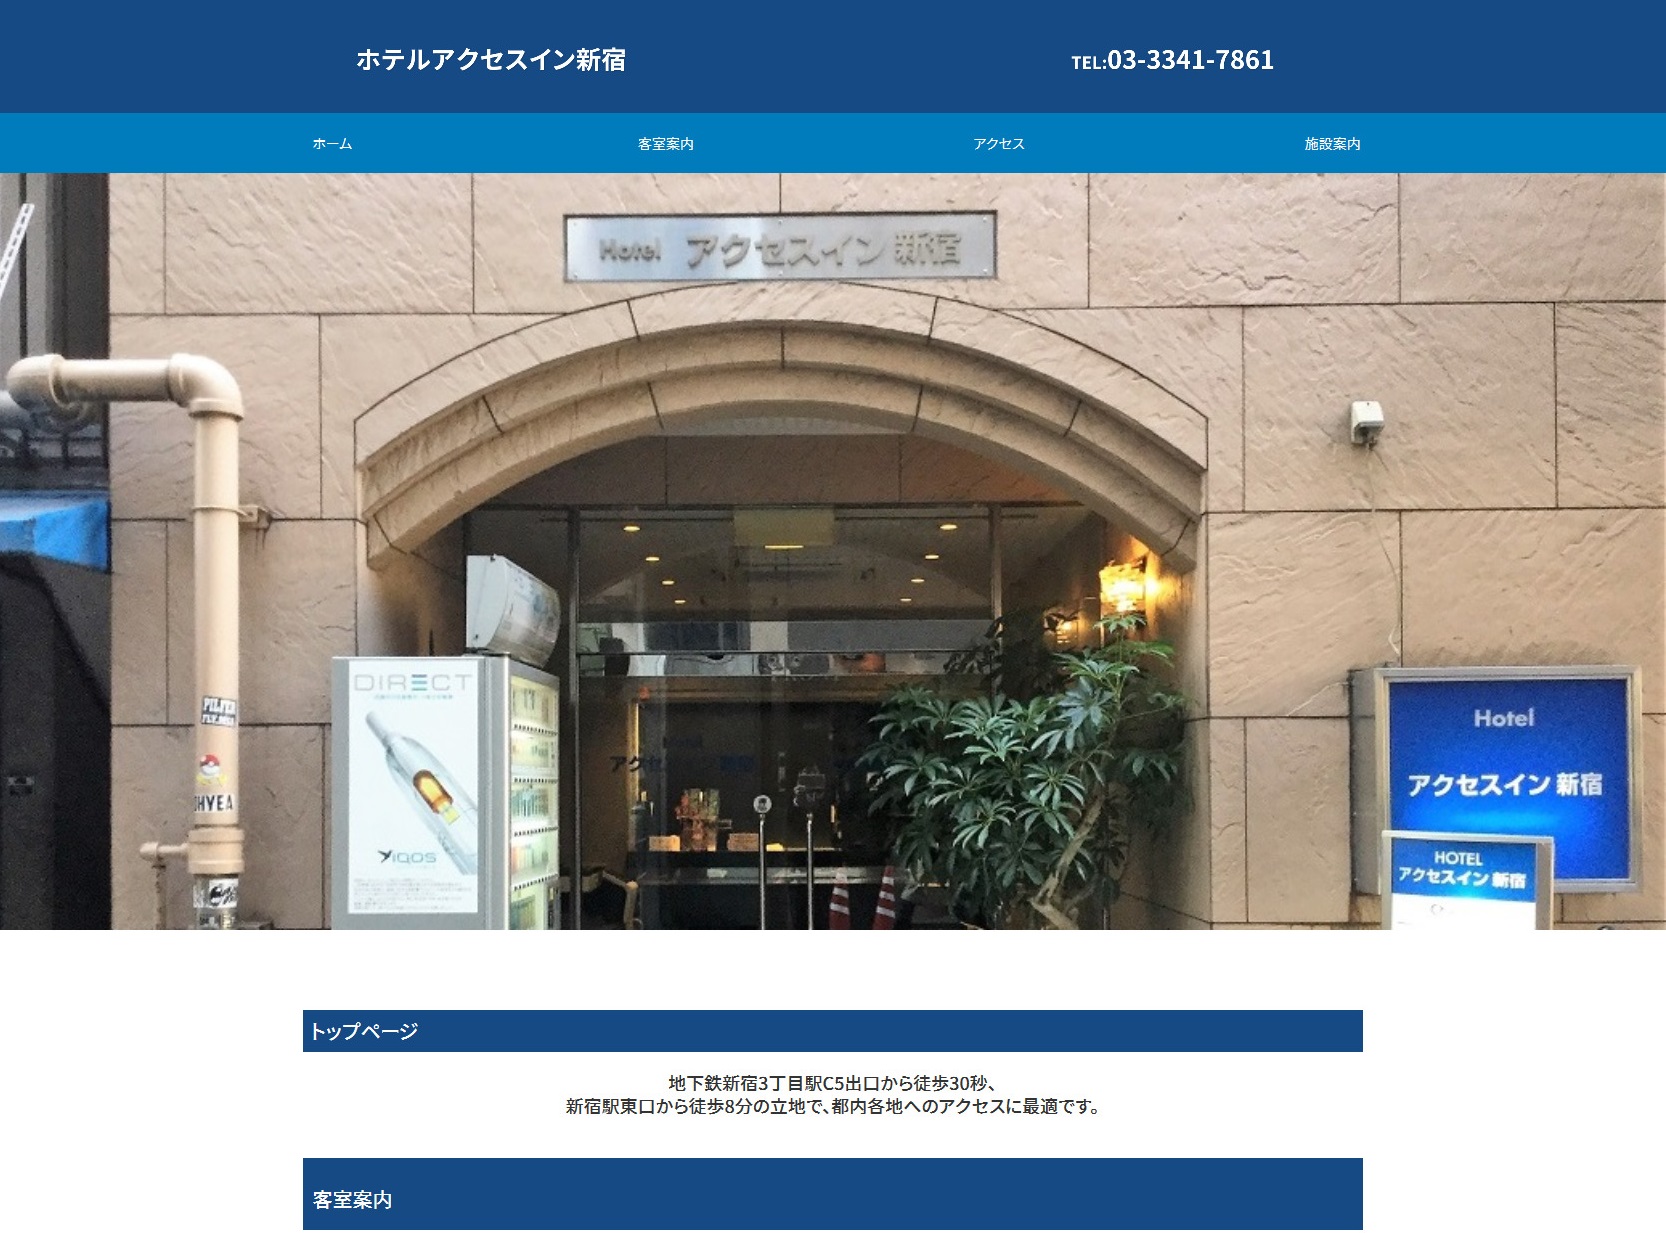 ホテルアクセスイン新宿
TEL:03-3341-7861
ホーム
客室案内
アクセス
施設案内
Hotel アクセスイン 新宿
DIRECT
PILFER
OHYEA
IQOS
Hotel
アクセスイン 新宿
HOTEL
アクセスイン 新宿
トップページ
地下鉄新宿3丁目駅C5出口から徒歩30秒、
新宿駅東口から徒歩8分の立地で、都内各地へのアクセスに最適です。
客室案内